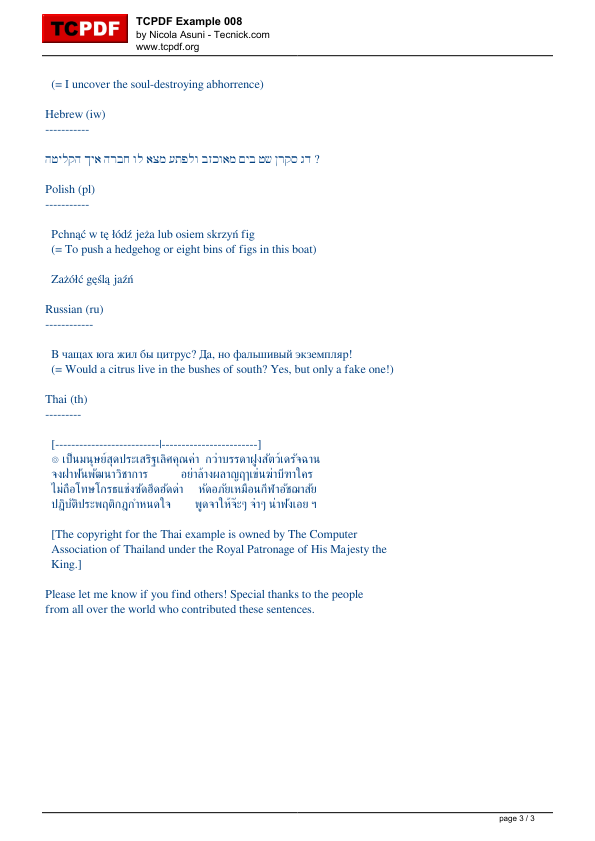 TCPDF
TCPDF Example 008
by Nicola Asuni - Tecnick.com
www.tcpdf.org
(= I uncover the soul-destroying abhorrence)
Hebrew (iw)
-----------
? דג סקרן שט בים מאוכזב ולפתע מצא לו חברה איך הקליטה
Polish (pl)
-----------
Pchnąć w tę łódź jeża lub osiem skrzyń fig
(= To push a hedgehog or eight bins of figs in this boat)
Zażółć gęślą jaźń
Russian (ru)
------------
В чащах юга жил бы цитрус? Да, но фальшивый экземпляр!
(= Would a citrus live in the bushes of south? Yes, but only a fake one!)
Thai (th)
---------
[--------------------------|------------------------]
๏ เป็นมนุษย์สุดประเสริฐเลิศคุณค่า กว่าบรรดาฝูงสัตว์เดรัจฉาน
จงฝ่าฟันพัฒนาวิชาการ อย่าล้างผลาญฤๅเข่นฆ่าบีฑาใคร
ไม่ถือโทษโกรธแช่งซัดฮึดฮัดด่า หัดอภัยเหมือนกีฬาอัชฌาสัย
ปฏิบัติประพฤติกฎกำหนดใจ พูดจาให้จ๊ะๆ จ๋าๆ น่าฟังเอย ฯ
[The copyright for the Thai example is owned by The Computer
Association of Thailand under the Royal Patronage of His Majesty the
King.]
Please let me know if you find others! Special thanks to the people
from all over the world who contributed these sentences.
page 3 / 3